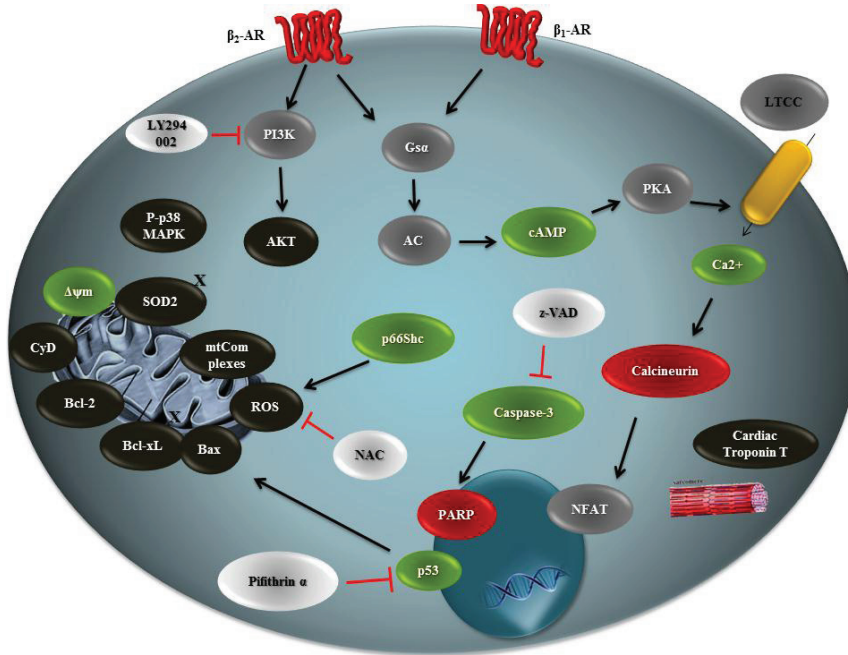 β2-AR
β1-AR
LTCC
LY294
002
PI3K
Gsα
PKA
P-p38
MAPK
AKT
AC
cAMP
Ca2+
Δψm
SOD2
X
z-VAD
CyD
mtCom
plexes
p66Shc
Calcineurin
Bcl-2
ROS
Caspase-3
X
Bcl-xL
Bax
NAC
Cardiac
Troponin T
PARP
NFAT
p53
Pifithrin α